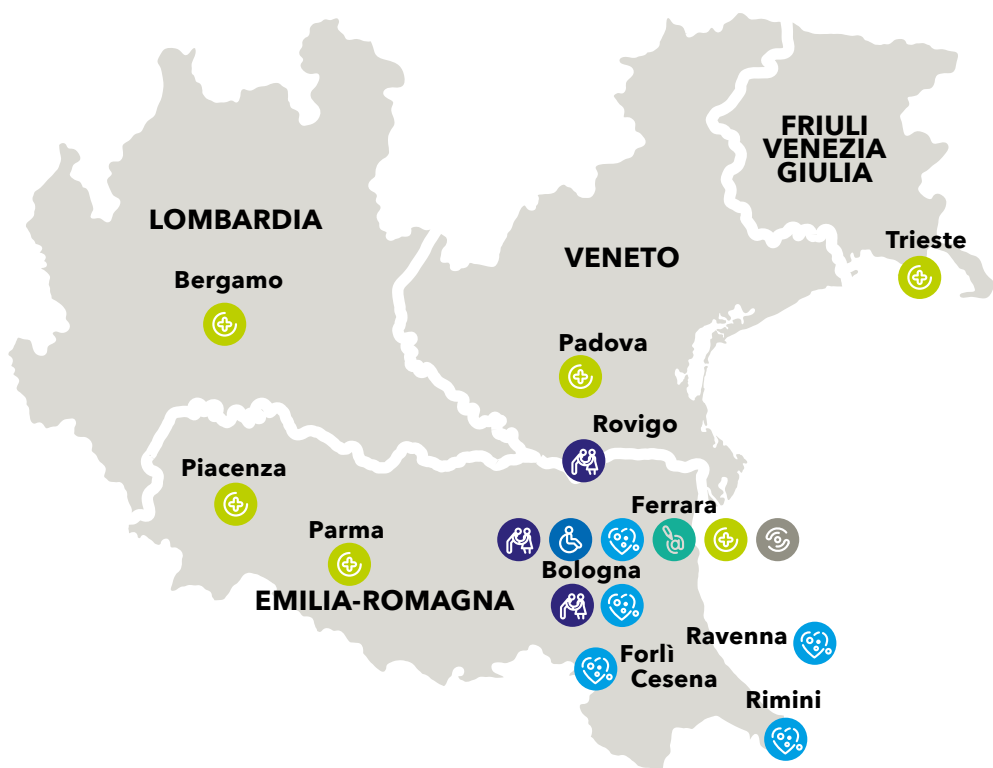 FRIULI
VENEZIA
GIULIA
LOMBARDIA
Trieste
VENETO
Bergamo
Padova
Rovigo
Piacenza
Ferrara
Parma
Bologna
EMILIA-ROMAGNA
Ravenna
Forlì
Cesena
Rimini